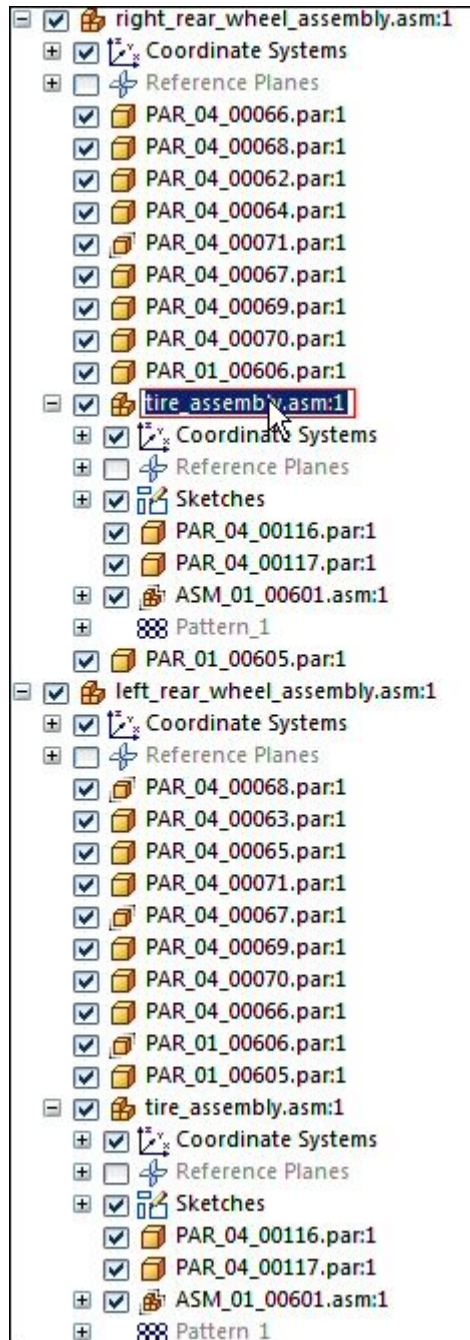 right_rear_wheel_assembly.asm:1
Coordinate Systems
Reference Planes
PAR_04_00066.par:1
PAR_04_00068.par:1
PAR_04_00062.par:1
PAR_04_00064.par:1
PAR_04_00071.par:1
PAR_04_00067.par:1
PAR_04_00069.par:1
PAR_04_00070.par:1
PAR_01_00606.par:1
tire_assembly.asm:1
Coordinate Systems
Reference Planes
Sketches
PAR_04_00116.par:1
PAR_04_00117.par:1
ASM_01_00601.asm:1
Pattern_1
PAR_01_00605.par:1
left_rear_wheel_assembly.asm:1
Coordinate Systems
Reference Planes
PAR_04_00068.par:1
PAR_04_00063.par:1
PAR_04_00065.par:1
PAR_04_00071.par:1
PAR_04_00067.par:1
PAR_04_00069.par:1
PAR_04_00070.par:1
PAR_04_00066.par:1
PAR_01_00606.par:1
PAR_01_00605.par:1
tire_assembly.asm:1
Coordinate Systems
Reference Planes
Sketches
PAR_04_00116.par:1
PAR_04_00117.par:1
ASM_01_00601.asm:1
Pattern_1